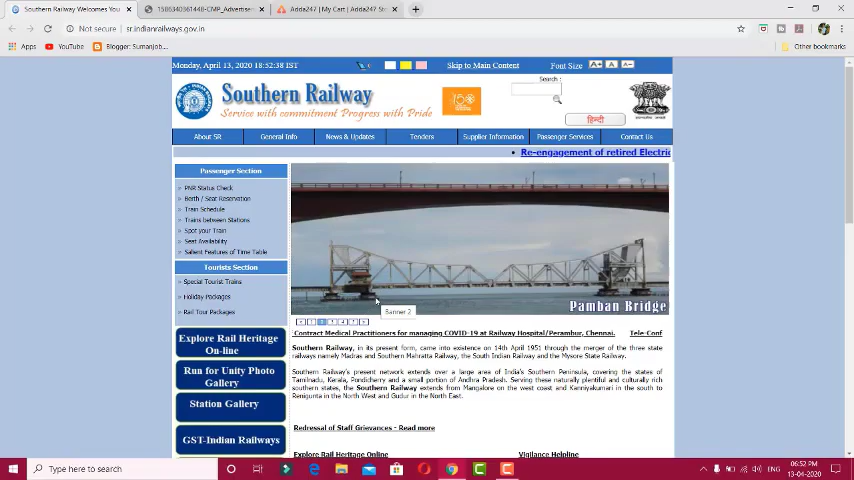 Southern Railway Welcomes You
1586340361448-CMP_Advertisem
Adda247 | My Cart | Adda247 St
Not secure | sr.indianrailways.gov.in
Apps
YouTube
Blogger: Sumanjob...
Other bookmarks
Monday, April 13, 2020 18:52:38 IST
Skip to Main Content
Font Size
A+
A
A-
Southern Railway
Service with commitment Progress with Pride
Search :
हिन्दी
About SR
General Info
News & Updates
Tenders
Supplier Information
Passenger Services
Contact Us
• Re-engagement of retired Electric
Passenger Section
» PNR Status Check
» Berth / Seat Reservation
» Train Schedule
» Trains between Stations
» Spot your Train
» Seat Availability
» Salient Features of Time Table
Tourists Section
» Special Tourist Trains
» Holiday Packages
» Rail Tour Packages
Explore Rail Heritage
On-line
Run for Unity Photo
Gallery
Station Gallery
GST-Indian Railways
Pamban Bridge
Banner 2
Contract Medical Practitioners for managing COVID-19 at Railway Hospital/Perambur, Chennai.
Tele-Conf
Southern Railway, in its present form, came into existence on 14th April 1951 through the merger of the three state
railways namely Madras and Southern Mahratta Railway, the South Indian Railway and the Mysore State Railway.
Southern Railway's present network extends over a large area of India's Southern Peninsula, covering the states of
Tamilnadu, Kerala, Pondicherry and a small portion of Andhra Pradesh. Serving these naturally plentiful and culturally rich
southern states, the Southern Railway extends from Mangalore on the west coast and Kanniyakumari in the south to
Renigunta in the North West and Gudur in the North East.
Redressal of Staff Grievances - Read more
Explore Rail Heritage Online
Vigilance Helpline
Type here to search
ENG
06:52 PM
13-04-2020